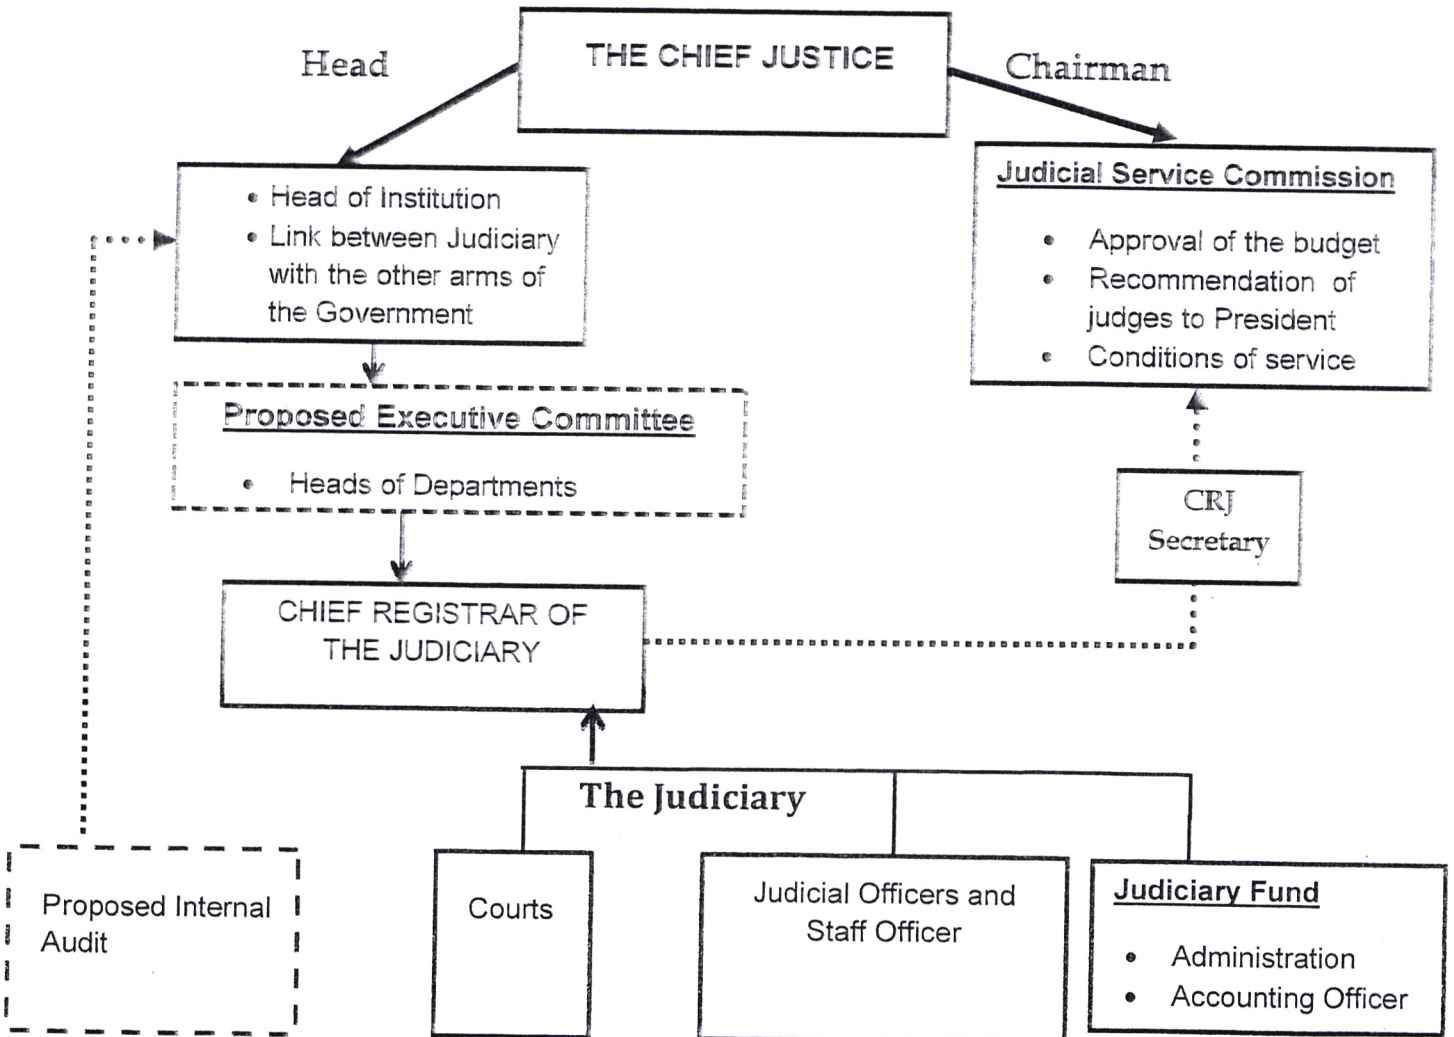 THE CHIEF JUSTICE
Head
Chairman
• Head of Institution
• Link between Judiciary
with the other arms of
the Government
Judicial Service Commission
• Approval of the budget
• Recommendation of
judges to President
• Conditions of service
Proposed Executive Committee
• Heads of Departments
CRJ
Secretary
CHIEF REGISTRAR OF
THE JUDICIARY
The Judiciary
Proposed Internal
Audit
Courts
Judicial Officers and
Staff Officer
Judiciary Fund
• Administration
• Accounting Officer